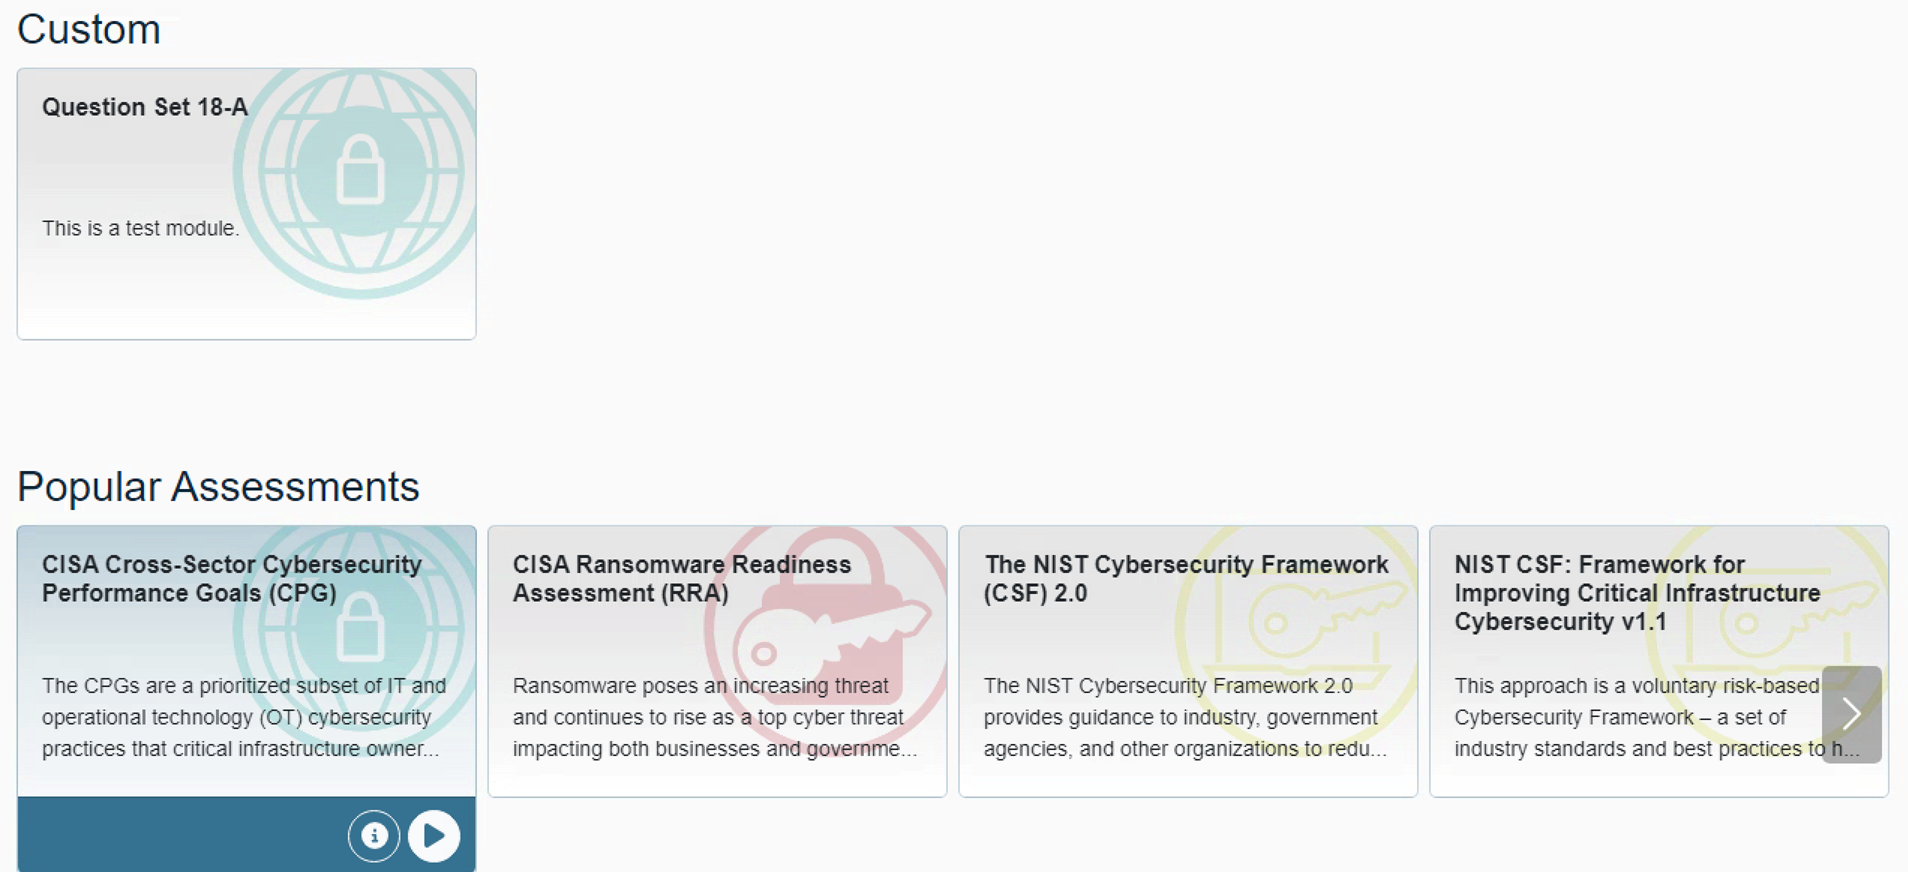 Custom
Question Set 18-A
This is a test module.
Popular Assessments
CISA Cross-Sector Cybersecurity
Performance Goals (CPG)
The CPGs are a prioritized subset of IT and
operational technology (OT) cybersecurity
practices that critical infrastructure owner...
CISA Ransomware Readiness
Assessment (RRA)
Ransomware poses an increasing threat
and continues to rise as a top cyber threat
impacting both businesses and governme...
The NIST Cybersecurity Framework
(CSF) 2.0
The NIST Cybersecurity Framework 2.0
provides guidance to industry, government
agencies, and other organizations to redu...
NIST CSF: Framework for
Improving Critical Infrastructure
Cybersecurity v1.1
This approach is a voluntary risk-based
Cybersecurity Framework – a set of
industry standards and best practices to h...